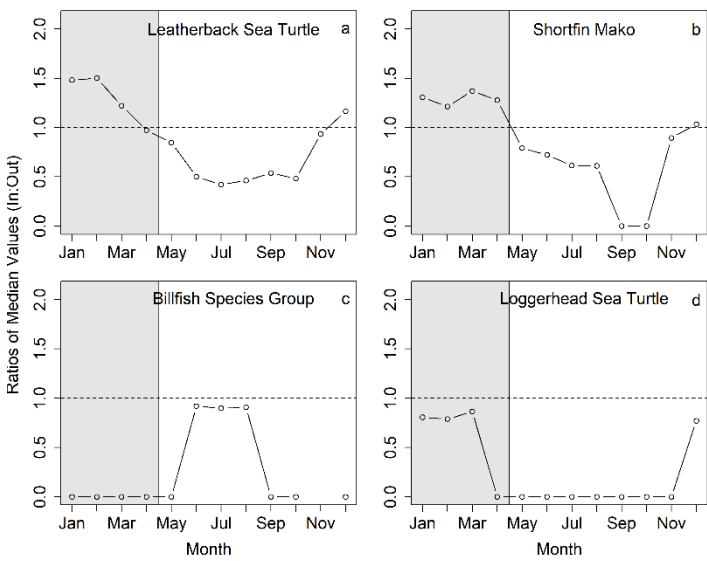 Ratios of Median Values (In:Out)
Leatherback Sea Turtle a
2.0
1.5
1.0
0.5
0.0
Jan Mar May Jul Sep Nov
Shortfin Mako b
2.0
1.5
1.0
0.5
0.0
Jan Mar May Jul Sep Nov
Billfish Species Group c
2.0
1.5
1.0
0.5
0.0
Jan Mar May Jul Sep Nov
Month
Loggerhead Sea Turtle d
2.0
1.5
1.0
0.5
0.0
Jan Mar May Jul Sep Nov
Month